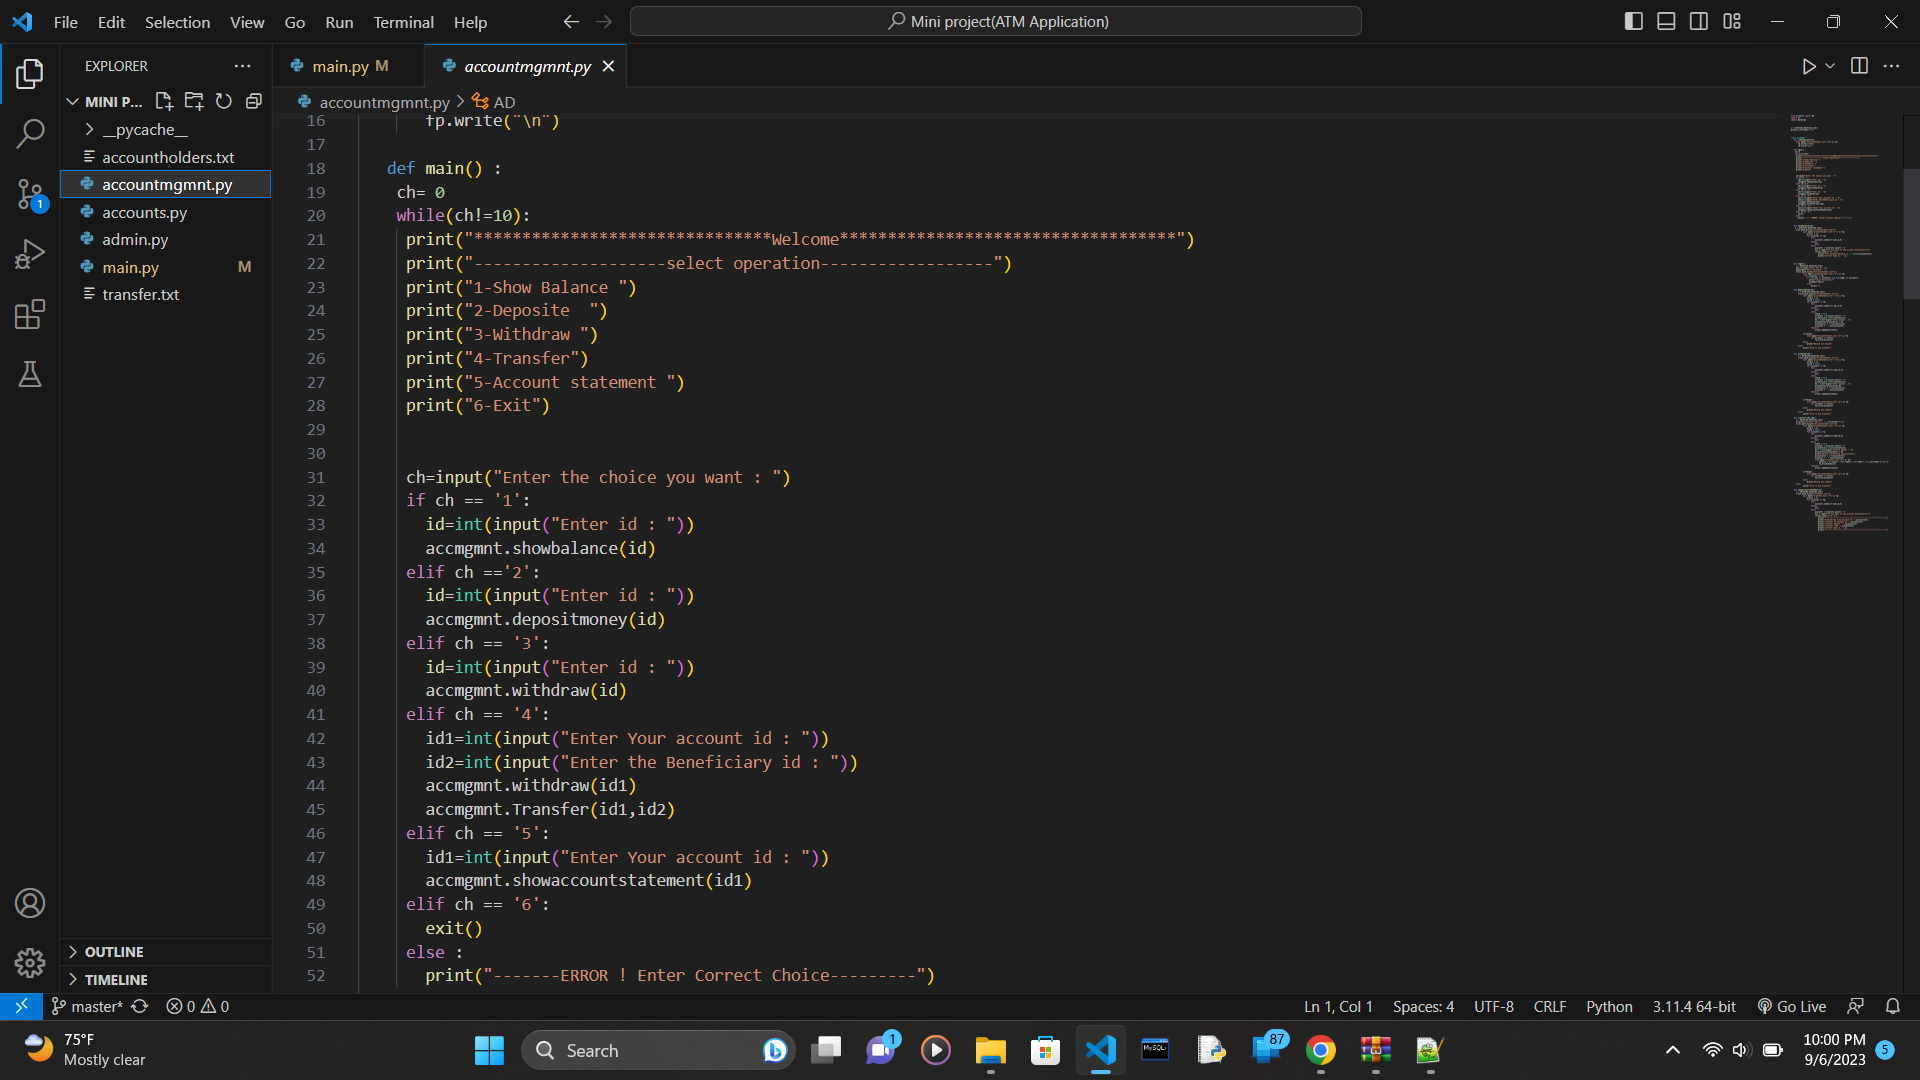 File Edit Selection View Go Run Terminal Help
Mini project(ATM Application)
EXPLORER
MINI P...
__pycache__
accountholders.txt
accountmgmnt.py
accounts.py
admin.py
main.py M
transfer.txt
OUTLINE
TIMELINE
1
main.py M
accountmgmnt.py
accountmgmnt.py > AD
16 fp.write("\n")
17
18 def main() :
19 ch= 0
20 while(ch!=10):
21 print("*******************************Welcome***********************************")
22 print("--------------------select operation------------------")
23 print("1-Show Balance ")
24 print("2-Deposite  ")
25 print("3-Withdraw ")
26 print("4-Transfer")
27 print("5-Account statement ")
28 print("6-Exit")
29
30
31 ch=input("Enter the choice you want : ")
32 if ch == '1':
33 id=int(input("Enter id : "))
34 accmgmnt.showbalance(id)
35 elif ch =='2':
36 id=int(input("Enter id : "))
37 accmgmnt.depositmoney(id)
38 elif ch == '3':
39 id=int(input("Enter id : "))
40 accmgmnt.withdraw(id)
41 elif ch == '4':
42 id1=int(input("Enter Your account id : "))
43 id2=int(input("Enter the Beneficiary id : "))
44 accmgmnt.withdraw(id1)
45 accmgmnt.Transfer(id1,id2)
46 elif ch == '5':
47 id1=int(input("Enter Your account id : "))
48 accmgmnt.showaccountstatement(id1)
49 elif ch == '6':
50 exit()
51 else :
52 print("-------ERROR ! Enter Correct Choice---------")
master* 0 0
Ln 1, Col 1 Spaces: 4 UTF-8 CRLF Python 3.11.4 64-bit Go Live
75°F
Mostly clear
Search
1
MySQL
87
10:00 PM
9/6/2023
5